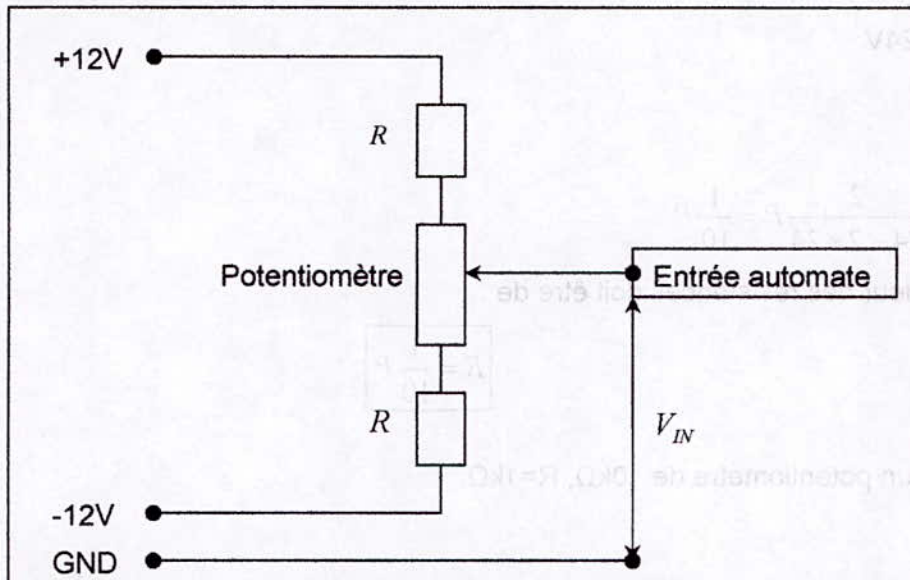 +12V
R
Potentiomètre
Entrée automate
R
V_IN
-12V
GND